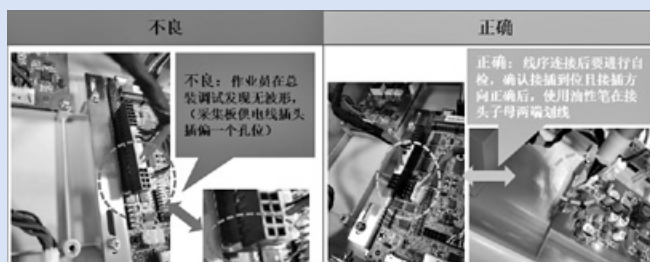 不良
正确
不良：作业员在总
装调试发现无波形，
（采集板供电线插头
插偏一个孔位）
正确：线序连接后要进行自
检，确认接插到位且接插方
向正确后，使用油性笔在接
头子母两端划线